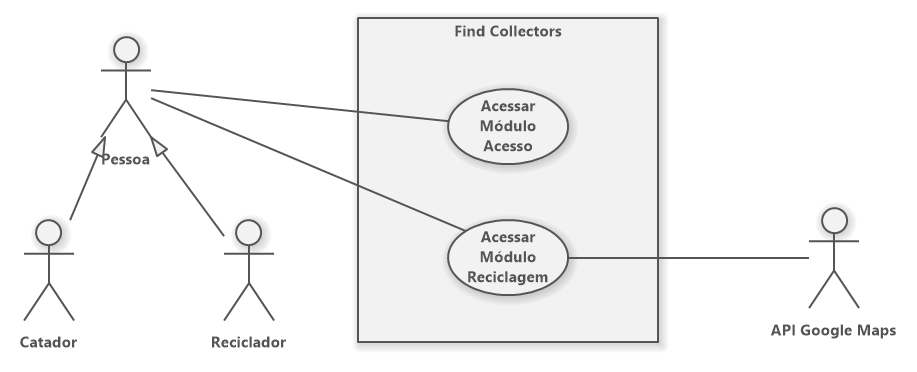 Find Collectors
Acessar
Módulo
Acesso
Pessoa
Acessar
Módulo
Reciclagem
API Google Maps
Catador
Reciclador